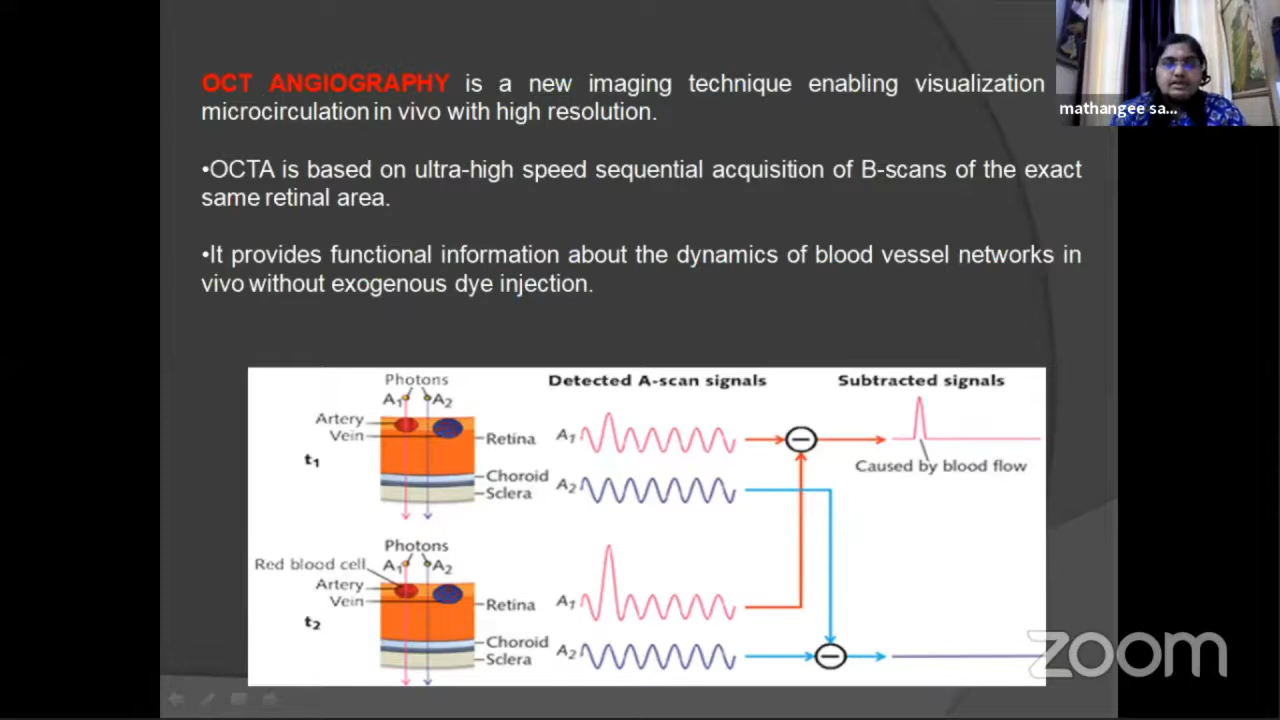 OCT ANGIOGRAPHY is a new imaging technique enabling visualization
microcirculation in vivo with high resolution.
•OCTA is based on ultra-high speed sequential acquisition of B-scans of the exact
same retinal area.
•It provides functional information about the dynamics of blood vessel networks in
vivo without exogenous dye injection.
mathangee sa...
Photons
A1 A2
Artery
Vein
t1
Retina
Choroid
Sclera
Detected A-scan signals
A1
A2
Subtracted signals
Caused by blood flow
Photons
Red blood cell
A1 A2
Artery
Vein
t2
Retina
Choroid
Sclera
A1
A2
zoom